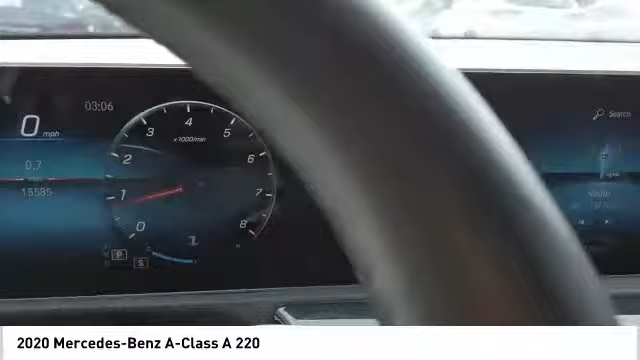 03:06
0 mph
0.7
15585
0 1 2 3 4 5 6 7 8
x1000/min
P
S
Search
2020 Mercedes-Benz A-Class A 220